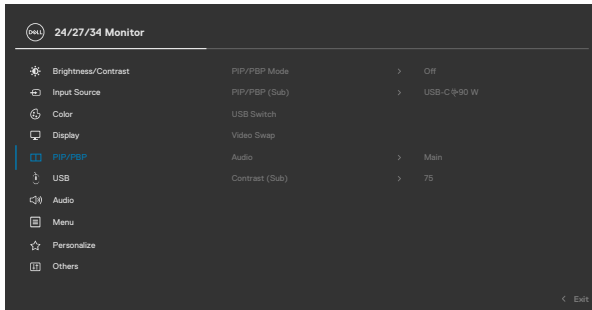 DELL 24/27/34 Monitor
Brightness/Contrast PIP/PBP Mode > Off
Input Source PIP/PBP (Sub) > USB-C 90 W
Color USB Switch
Display Video Swap
PIP/PBP Audio > Main
USB Contrast (Sub) > 75
Audio
Menu
Personalize
Others
< Exit